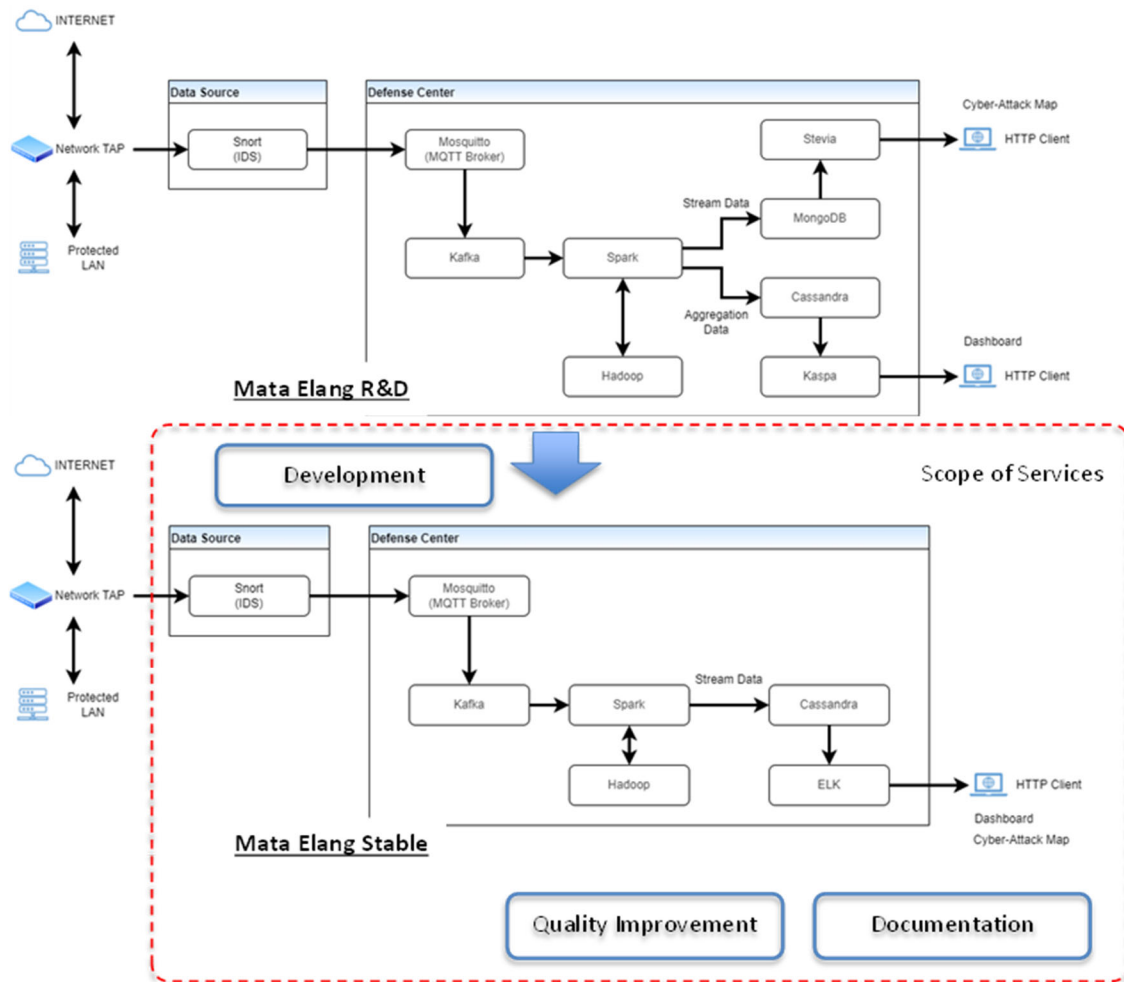 INTERNET
Network TAP
Protected
LAN
Data Source
Snort
(IDS)
Defense Center
Mosquitto
(MQTT Broker)
Kafka
Spark
Hadoop
Stream Data
Aggregation
Data
Stevia
MongoDB
Cassandra
Kaspa
Cyber-Attack Map
HTTP Client
Dashboard
HTTP Client
Mata Elang R&D
Development
Scope of Services
INTERNET
Network TAP
Protected
LAN
Data Source
Snort
(IDS)
Defense Center
Mosquitto
(MQTT Broker)
Kafka
Spark
Hadoop
Stream Data
Cassandra
ELK
HTTP Client
Dashboard
Cyber-Attack Map
Mata Elang Stable
Quality Improvement
Documentation